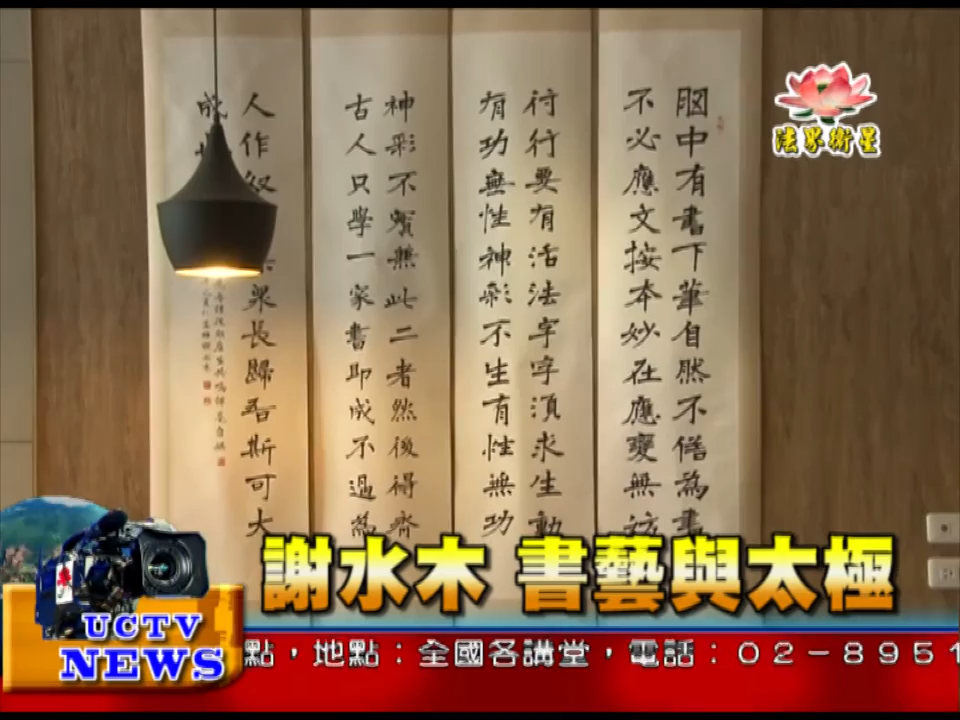 法界衛星
胸中有書下筆自然不借為書
不必應文按本妙在應變無方
行行要有活法字字須求生動
有功無性神彩不生有性無功
神彩不實無此二者然後得齊
古人只學一家書即成不過為
人作奴
眾長歸吾斯可大
成
謝水木 書藝與太極
UCTV
NEWS
點，地點：全國各講堂，電話：02-8951